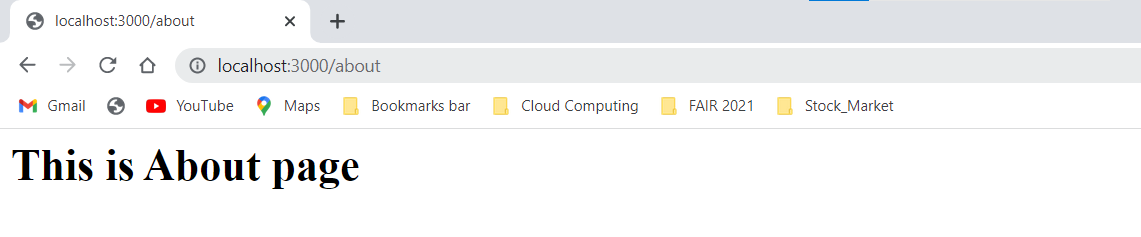 localhost:3000/about
localhost:3000/about
Gmail YouTube Maps Bookmarks bar Cloud Computing FAIR 2021 Stock_Market
This is About page